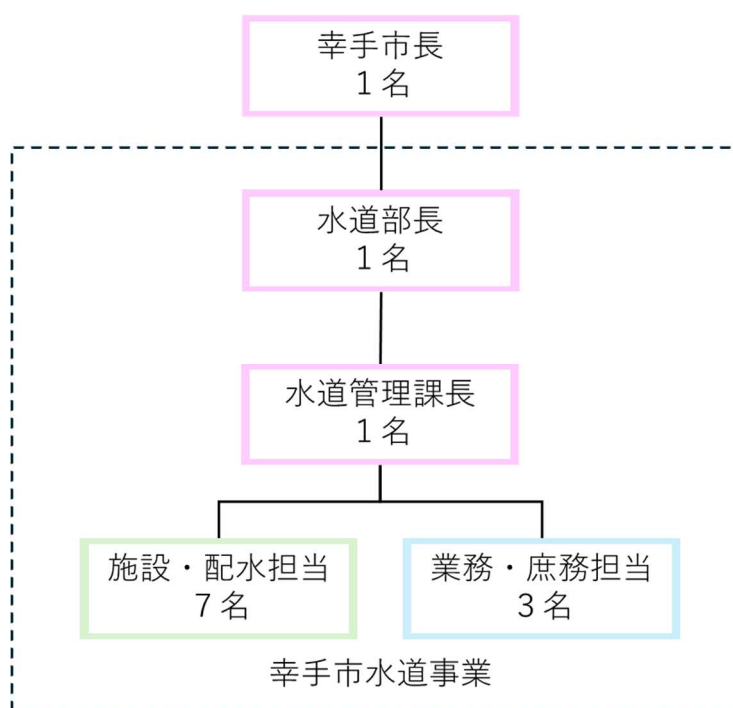 幸手市長
1名
水道部長
1名
水道管理課長
1名
施設・配水担当
7名
業務・庶務担当
3名
幸手市水道事業